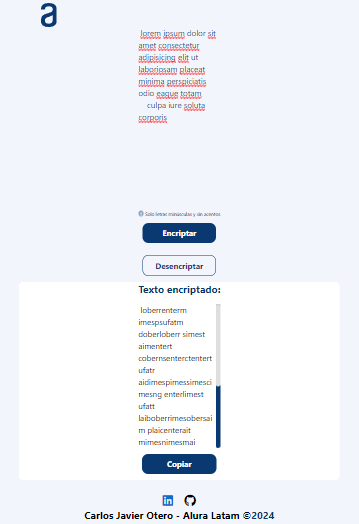 a
lorem ipsum dolor sit
amet consectetur
adipisicing elit ut
laboriosam placeat
minima perspiciatis
odio eaque totam
culpa iure soluta
corporis
Solo letras minúsculas y sin acentos
Encriptar
Desencriptar
Texto encriptado:
loberrenterm
imespsufatm
doberloberr simest
aimentert
cobernsenterctentert
ufatr
aidimespimessimesci
mesng enterlimest
ufatt
laiboberrimesobersai
m plaicenterait
mimesnimesmai
Copiar
Carlos Javier Otero - Alura Latam ©2024